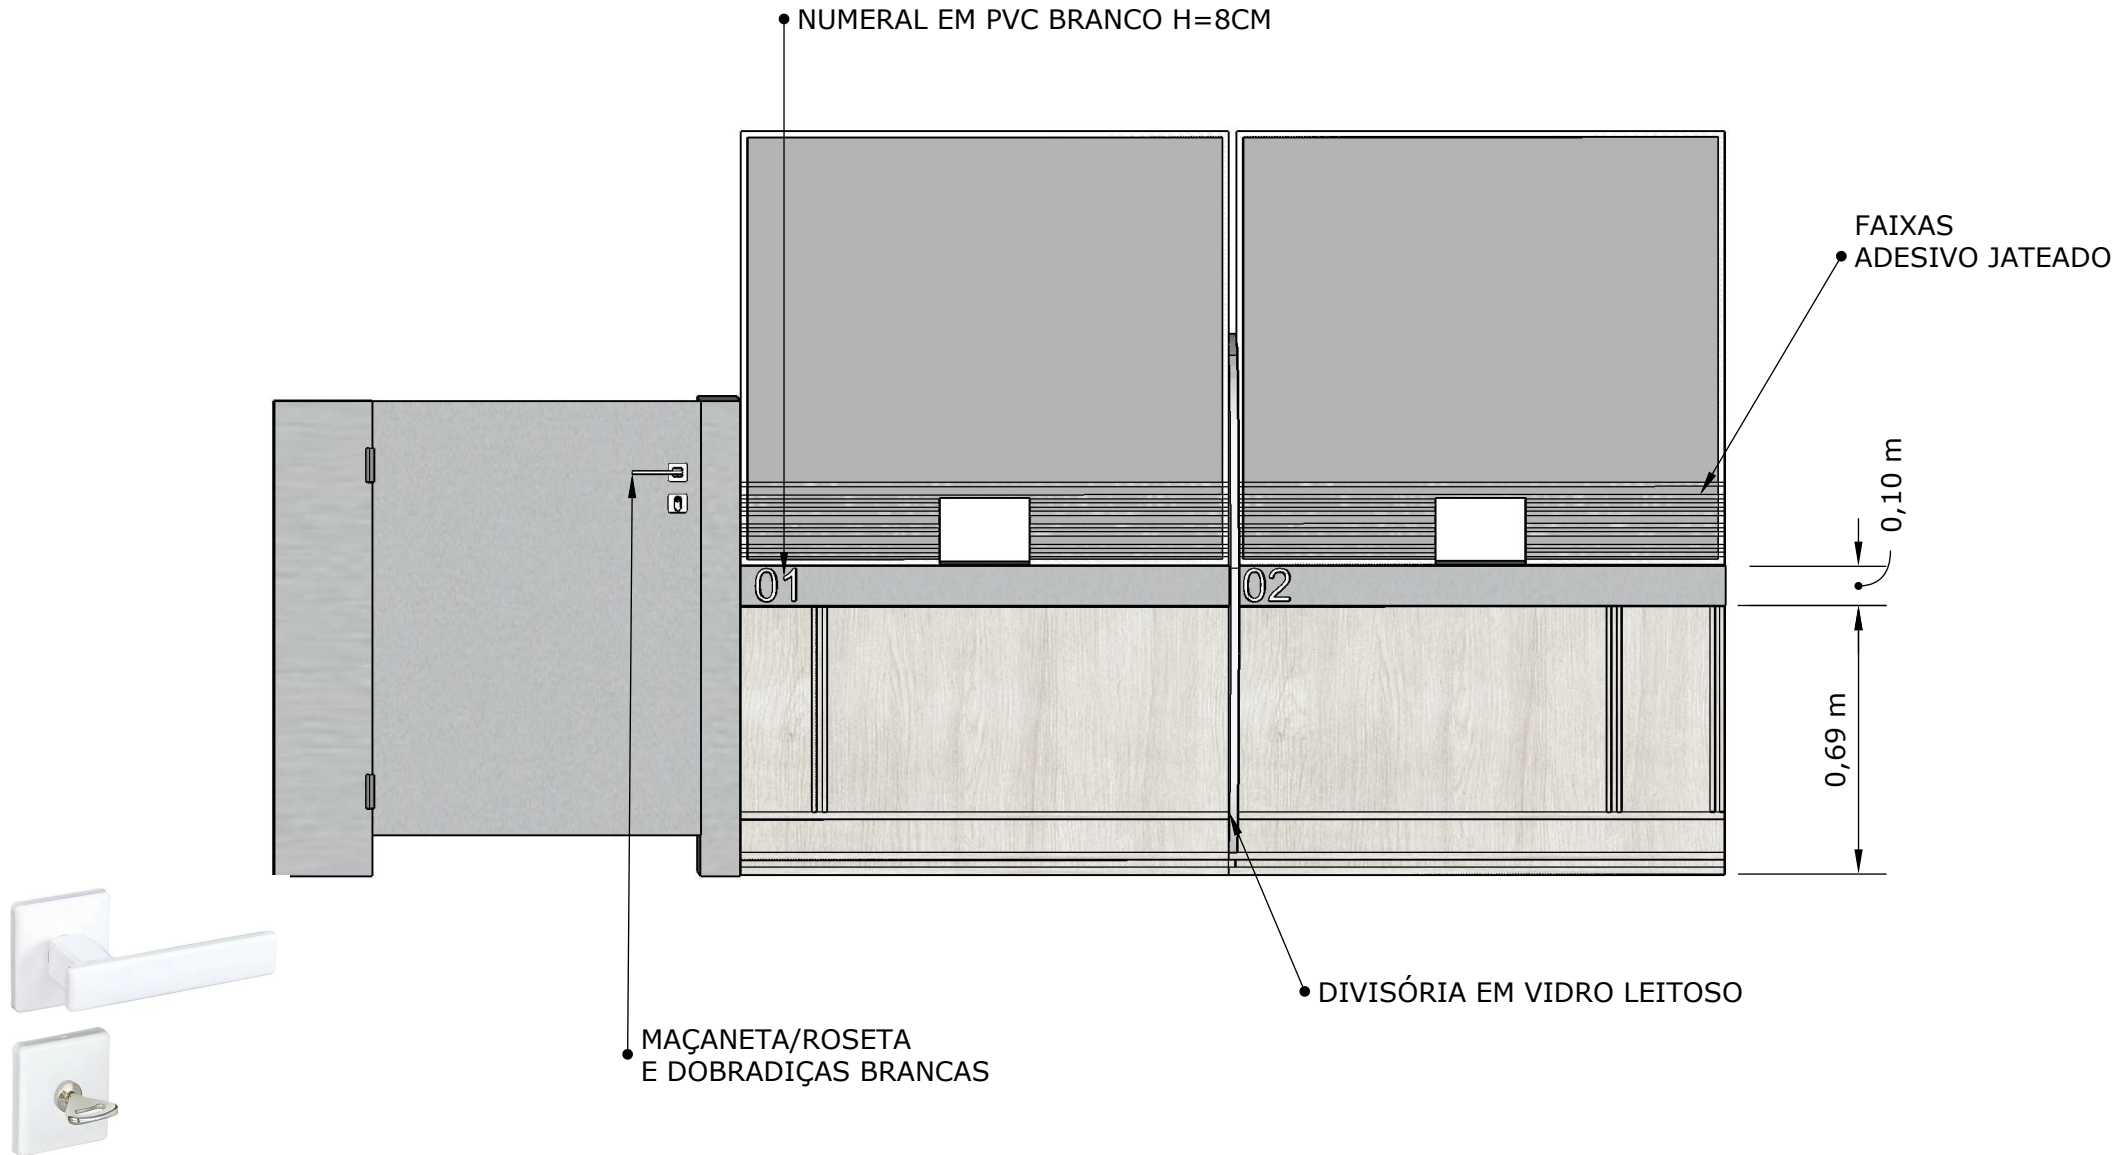 NUMERAL EM PVC BRANCO H=8CM
FAIXAS
ADESIVO JATEADO
0,10 m
01
02
0,69 m
DIVISÓRIA EM VIDRO LEITOSO
MAÇANETA/ROSETA
E DOBRADIÇAS BRANCAS